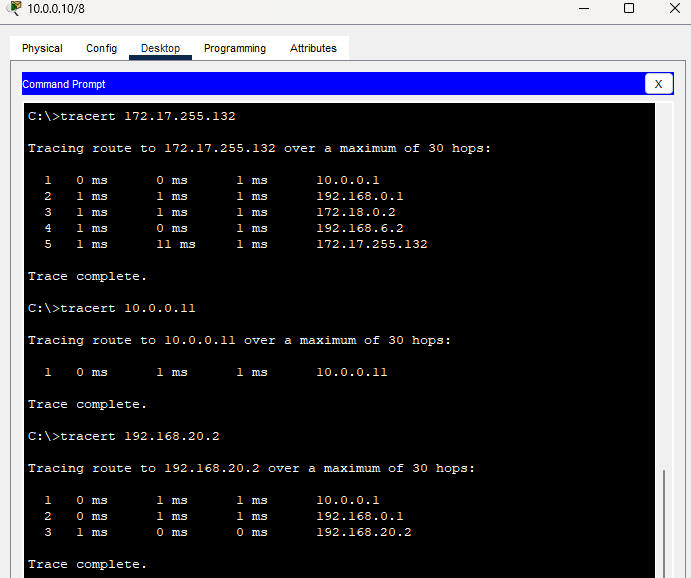 10.0.0.10/8
Physical Config Desktop Programming Attributes
Command Prompt
X
C:\>tracert 172.17.255.132
Tracing route to 172.17.255.132 over a maximum of 30 hops:
1 0 ms 0 ms 1 ms 10.0.0.1
2 1 ms 1 ms 1 ms 192.168.0.1
3 1 ms 1 ms 1 ms 172.18.0.2
4 1 ms 0 ms 1 ms 192.168.6.2
5 1 ms 11 ms 1 ms 172.17.255.132
Trace complete.
C:\>tracert 10.0.0.11
Tracing route to 10.0.0.11 over a maximum of 30 hops:
1 0 ms 1 ms 1 ms 10.0.0.11
Trace complete.
C:\>tracert 192.168.20.2
Tracing route to 192.168.20.2 over a maximum of 30 hops:
1 0 ms 1 ms 1 ms 10.0.0.1
2 0 ms 1 ms 1 ms 192.168.0.1
3 1 ms 0 ms 0 ms 192.168.20.2
Trace complete.